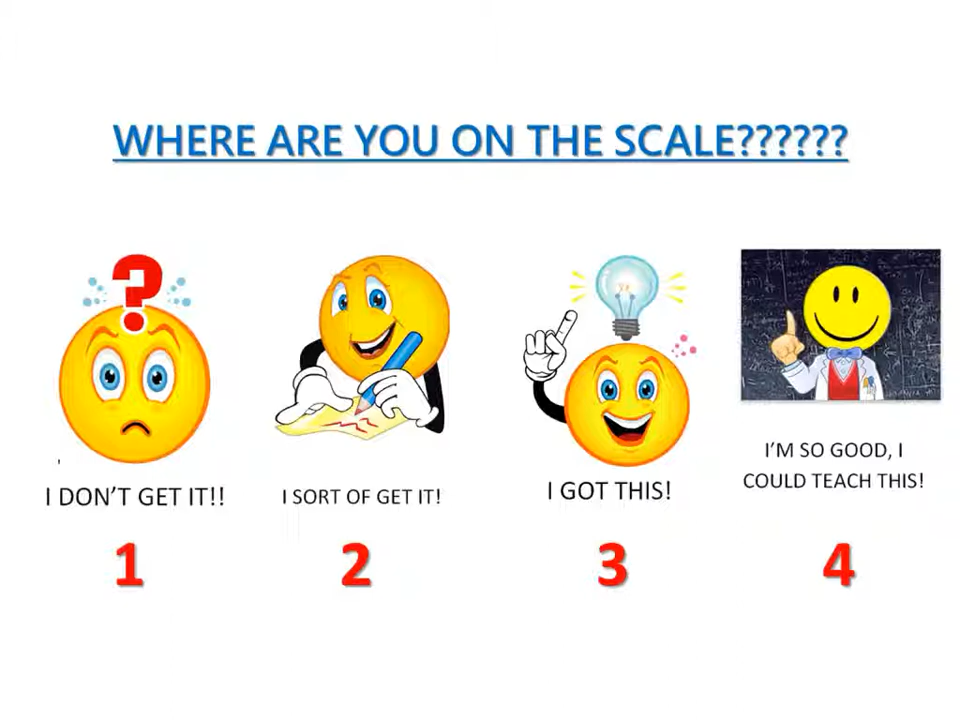 WHERE ARE YOU ON THE SCALE??????
?
I DON'T GET IT!!
I SORT OF GET IT!
I GOT THIS!
I'M SO GOOD, I
COULD TEACH THIS!
1
2
3
4